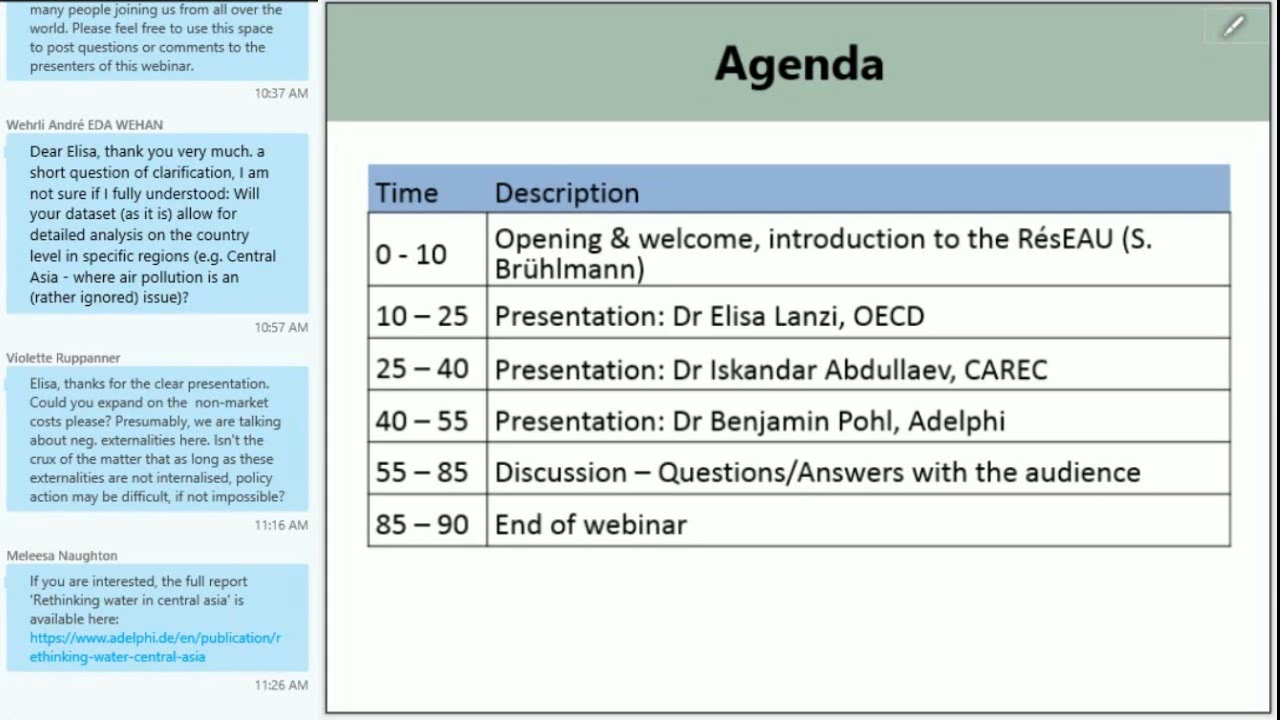 many people joining us from all over the
world. Please feel free to use this space
to post questions or comments to the
presenters of this webinar.
10:37 AM
Wehrli André EDA WEHAN
Dear Elisa, thank you very much. a
short question of clarification, I am
not sure if I fully understood: Will
your dataset (as it is) allow for
detailed analysis on the country
level in specific regions (e.g. Central
Asia - where air pollution is an
(rather ignored) issue)?
10:57 AM
Violette Ruppanner
Elisa, thanks for the clear presentation.
Could you expand on the non-market
costs please? Presumably, we are talking
about neg. externalities here. Isn't the
crux of the matter that as long as these
externalities are not internalised, policy
action may be difficult, if not impossible?
11:16 AM
Meleesa Naughton
If you are interested, the full report
'Rethinking water in central asia' is
available here:
https://www.adelphi.de/en/publication/r
ethinking-water-central-asia
11:26 AM
Agenda
Time Description
0 - 10 Opening & welcome, introduction to the RésEAU (S.
Brühlmann)
10 – 25 Presentation: Dr Elisa Lanzi, OECD
25 – 40 Presentation: Dr Iskandar Abdullaev, CAREC
40 – 55 Presentation: Dr Benjamin Pohl, Adelphi
55 – 85 Discussion – Questions/Answers with the audience
85 – 90 End of webinar